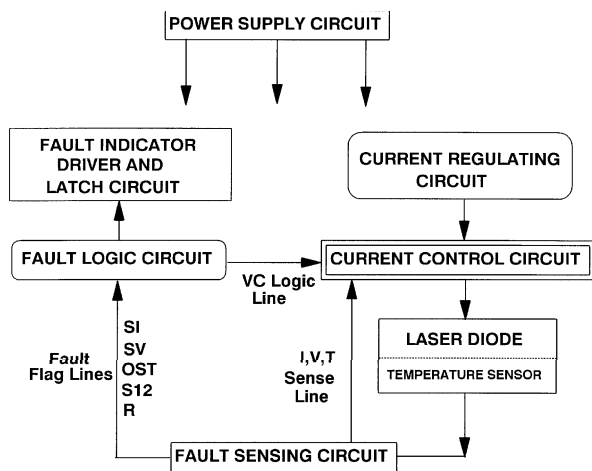 POWER SUPPLY CIRCUIT
FAULT INDICATOR
DRIVER AND
LATCH CIRCUIT
CURRENT REGULATING
CIRCUIT
FAULT LOGIC CIRCUIT
CURRENT CONTROL CIRCUIT
VC Logic
Line
LASER DIODE
TEMPERATURE SENSOR
Fault
Flag Lines
SI
SV
OST
S12
R
I,V,T
Sense
Line
FAULT SENSING CIRCUIT